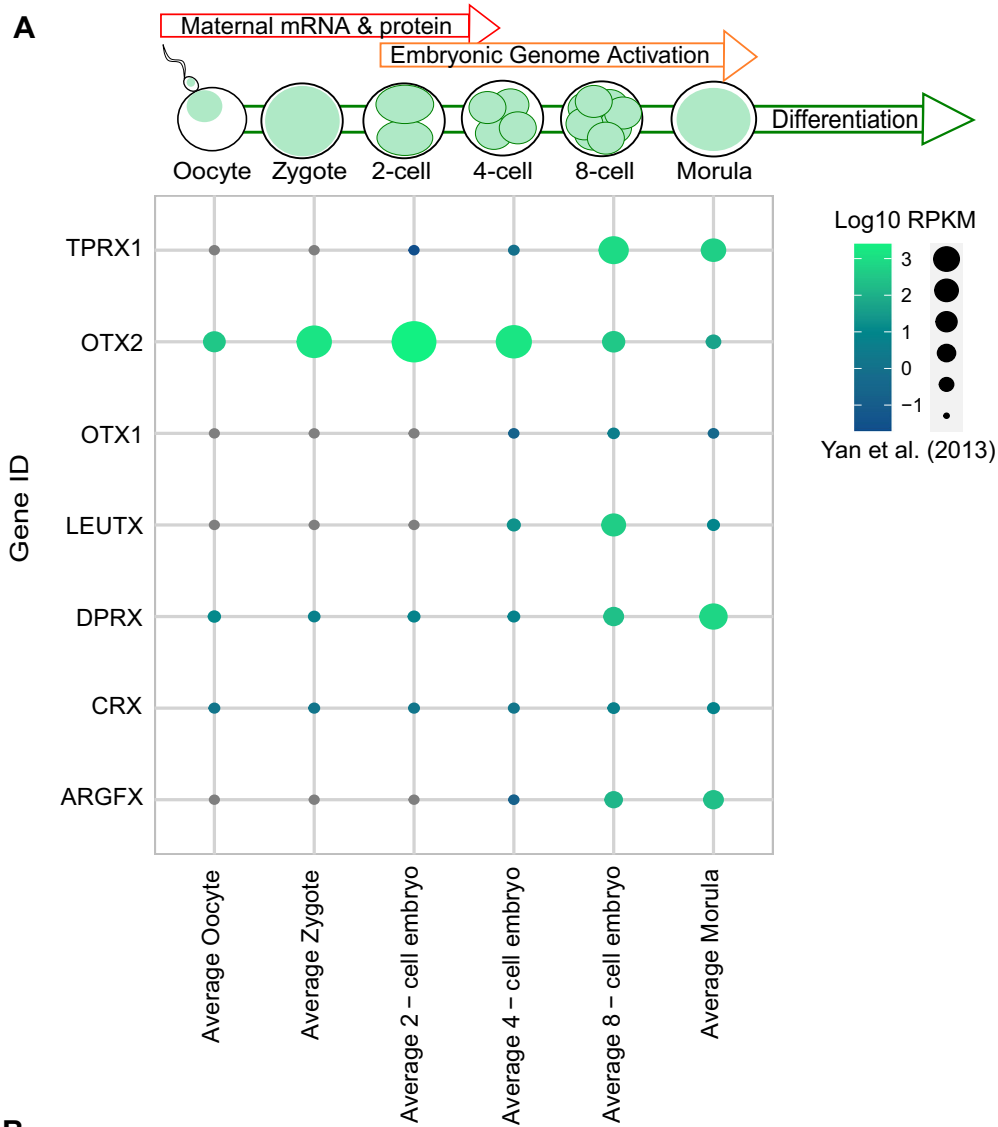 A
Maternal mRNA & protein
Embryonic Genome Activation
Differentiation
Oocyte Zygote 2-cell 4-cell 8-cell Morula
Log10 RPKM
3
2
1
0
−1
Yan et al. (2013)
Gene ID
TPRX1
OTX2
OTX1
LEUTX
DPRX
CRX
ARGFX
Average Oocyte
Average Zygote
Average 2 − cell embryo
Average 4 − cell embryo
Average 8 − cell embryo
Average Morula